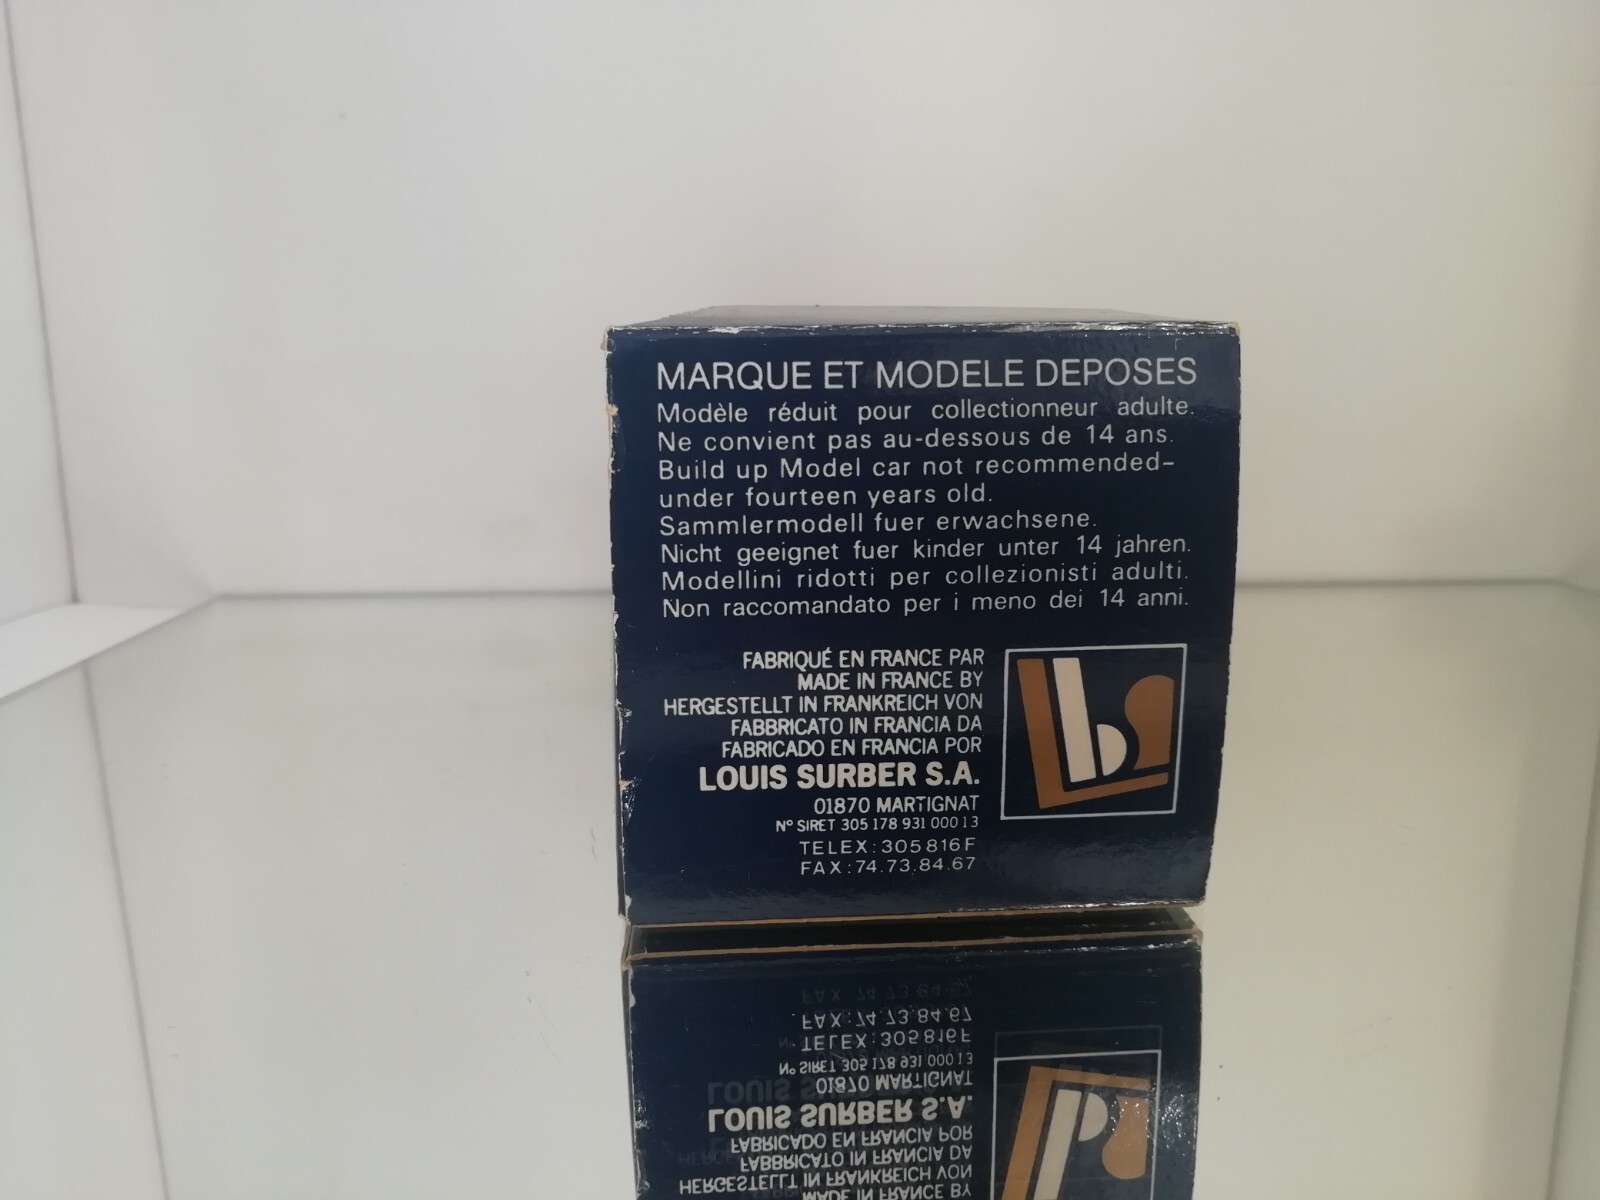 MARQUE ET MODELE DEPOSES
Modèle réduit pour collectionneur adulte.
Ne convient pas au-dessous de 14 ans.
Build up Model car not recommended-
under fourteen years old.
Sammlermodell fuer erwachsene.
Nicht geeignet fuer kinder unter 14 jahren.
Modellini ridotti per collezionisti adulti.
Non raccomandato per i meno dei 14 anni.
FABRIQUÉ EN FRANCE PAR
MADE IN FRANCE BY
HERGESTELLT IN FRANKREICH VON
FABBRICATO IN FRANCIA DA
FABRICADO EN FRANCIA POR
LOUIS SURBER S.A.
01870 MARTIGNAT
Nº SIRET 305 178 931 000 13
TELEX:305816F
FAX:74.73.84.67